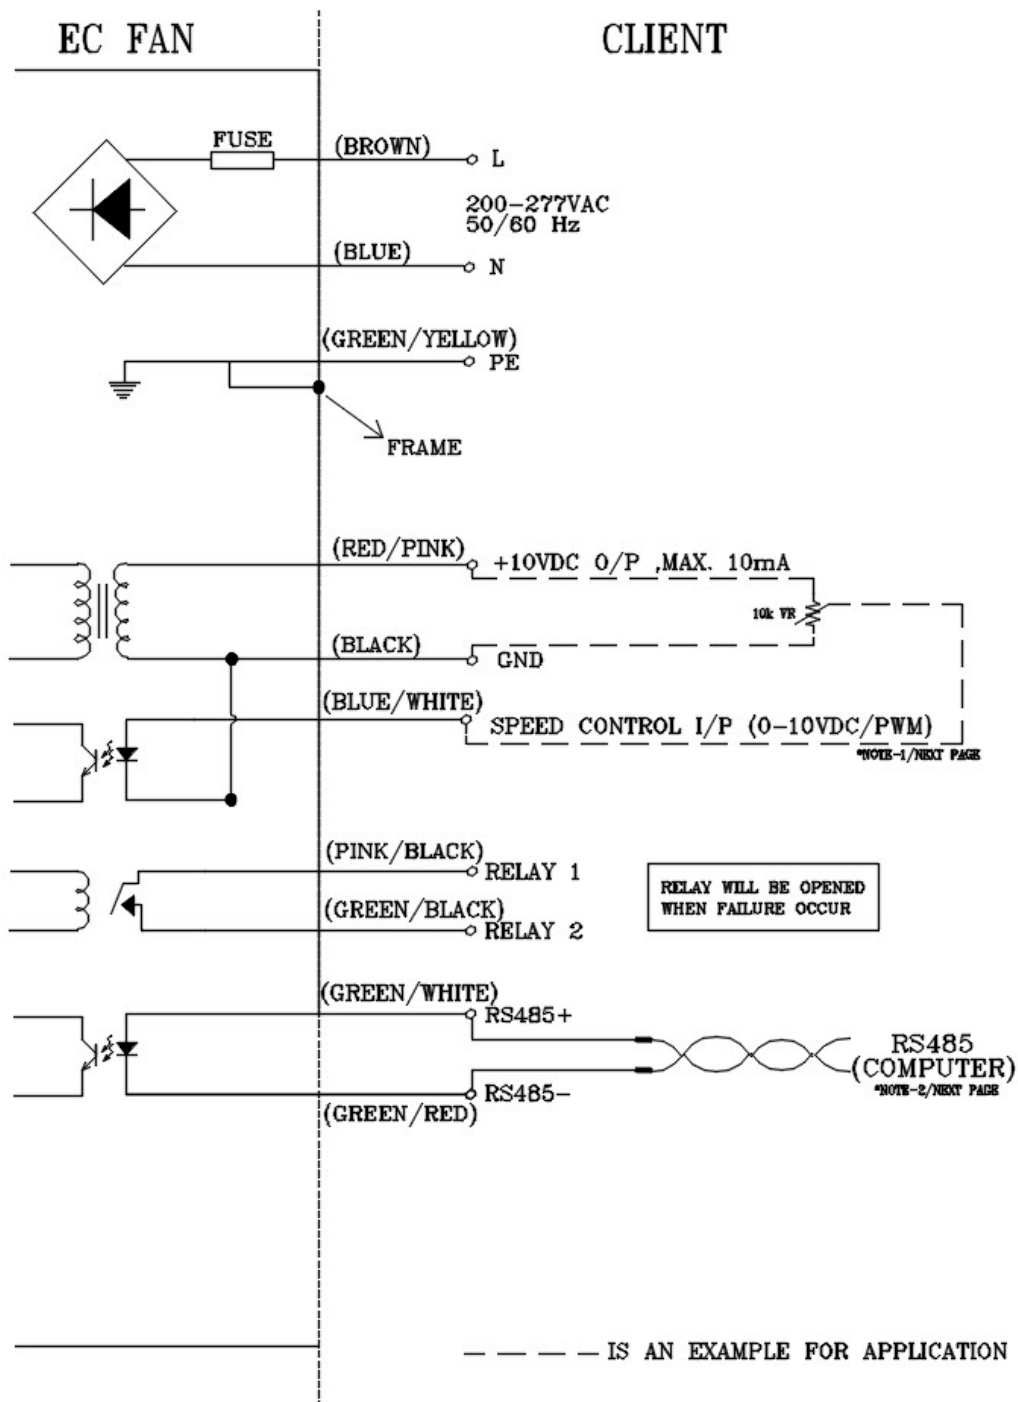 EC FAN
CLIENT
FUSE
(BROWN)
L
200-277VAC
50/60 Hz
(BLUE)
N
(GREEN/YELLOW)
PE
FRAME
(RED/PINK)
+10VDC O/P ,MAX. 10mA
10k VR
(BLACK)
GND
(BLUE/WHITE)
SPEED CONTROL I/P (0-10VDC/PWM)
*NOTE-1/NEXT PAGE
(PINK/BLACK)
RELAY 1
(GREEN/BLACK)
RELAY 2
RELAY WILL BE OPENED
WHEN FAILURE OCCUR
(GREEN/WHITE)
RS485+
RS485
(COMPUTER)
*NOTE-2/NEXT PAGE
RS485-
(GREEN/RED)
IS AN EXAMPLE FOR APPLICATION